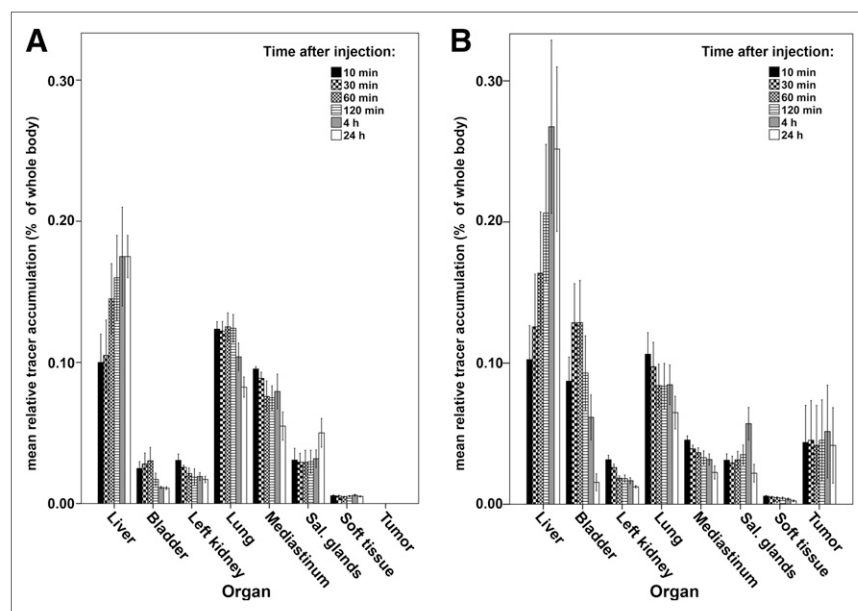 A
Time after injection:
10 min
30 min
60 min
120 min
4 h
24 h
mean relative tracer accumulation (% of whole body)
0.30
0.20
0.10
0.00
Liver
Bladder
Left kidney
Lung
Mediastinum
Sal. glands
Soft tissue
Tumor
Organ
B
Time after injection:
10 min
30 min
60 min
120 min
4 h
24 h
mean relative tracer accumulation (% of whole body)
0.30
0.20
0.10
0.00
Liver
Bladder
Left kidney
Lung
Mediastinum
Sal. glands
Soft tissue
Tumor
Organ